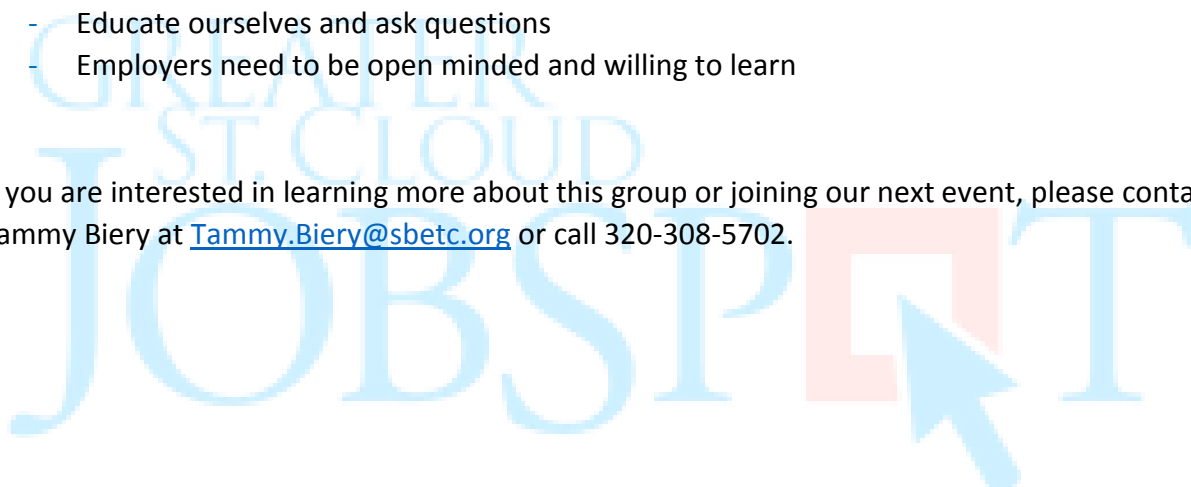 - Educate ourselves and ask questions
- Employers need to be open minded and willing to learn
GREATER
ST. CLOUD
you are interested in learning more about this group or joining our next event, please conta
ammy Biery at Tammy.Biery@sbetc.org or call 320-308-5702.
JOBSPOT